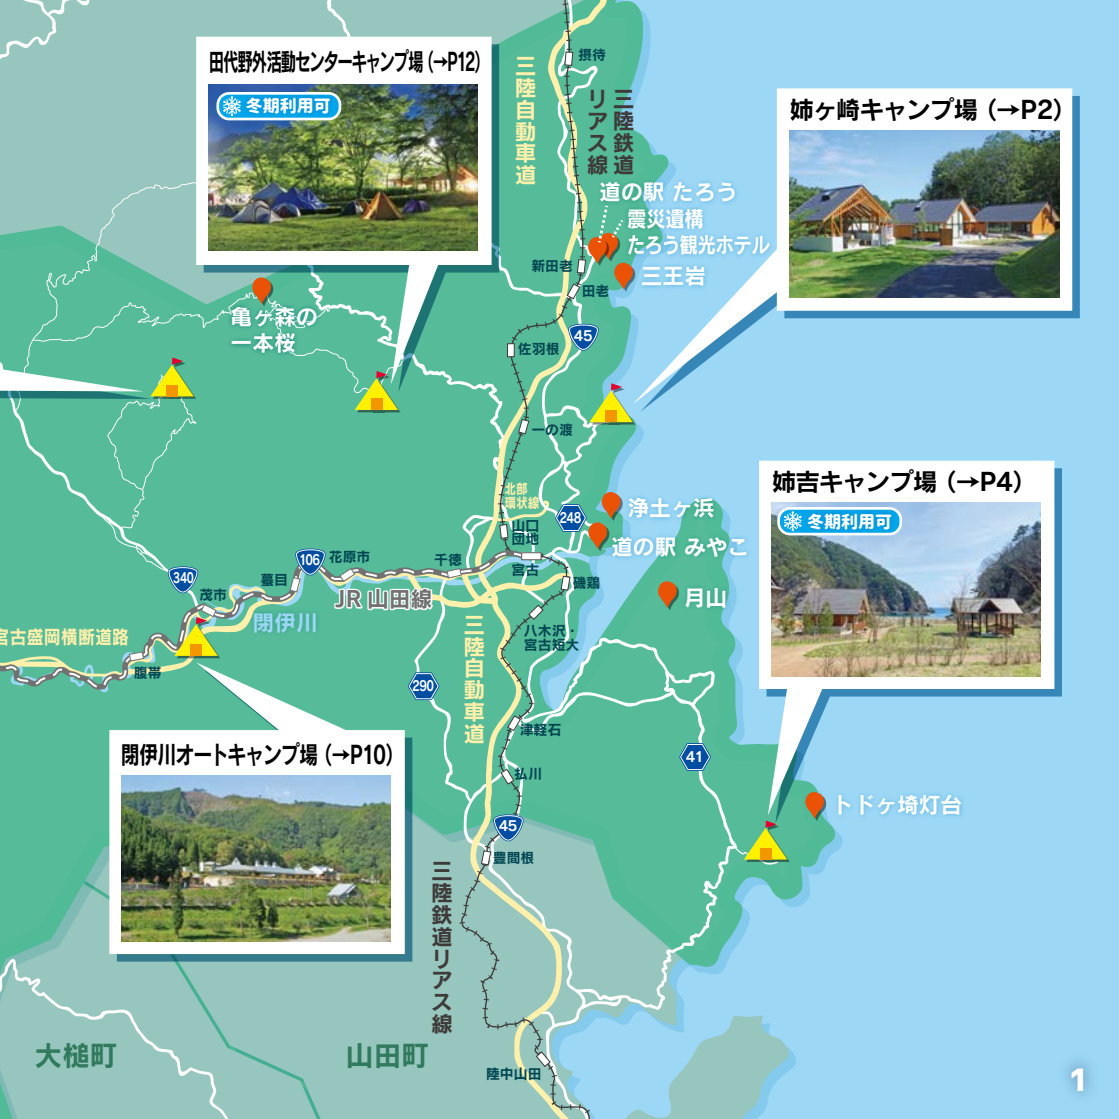 田代野外活動センターキャンプ場（→P12）
冬期利用可
三陸自動車道
摂待
三陸鉄道
リアス線
姉ヶ崎キャンプ場（→P2）
道の駅 たろう
震災遺構
たろう観光ホテル
新田老
三王岩
田老
亀ヶ森の
一本桜
45
佐羽根
一の渡
姉吉キャンプ場（→P4）
冬期利用可
北部
環状線
浄土ヶ浜
248
山口
団地
道の駅 みやこ
106
花原市
千徳
宮古
340
蟇目
磯鶏
茂市
JR 山田線
月山
閉伊川
宮古盛岡横断道路
三陸自動車道
八木沢・
宮古短大
腹帯
290
津軽石
閉伊川オートキャンプ場（→P10）
41
払川
トドヶ埼灯台
45
豊間根
三陸鉄道リアス線
大槌町
山田町
陸中山田
1